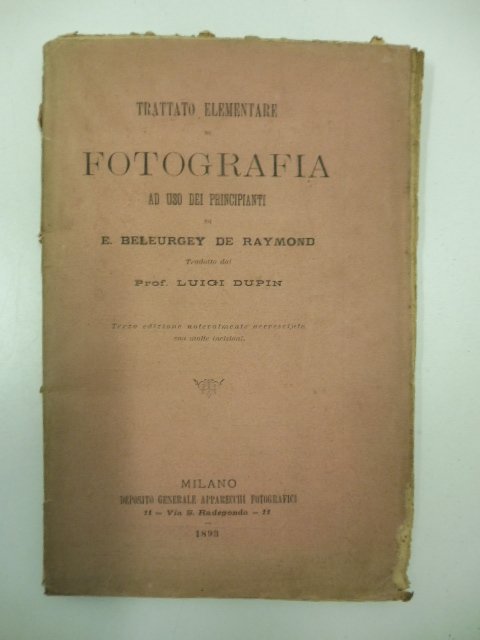 TRATTATO ELEMENTARE
DI
FOTOGRAFIA
AD USO DEI PRINCIPIANTI
DI
E. BELEURGEY DE RAYMOND
Tradotto dal
Prof. LUIGI DUPIN
Terza edizione notevolmente accresciuta
con molte incisioni.
MILANO
DEPOSITO GENERALE APPARECCHI FOTOGRAFICI
11 - Via S. Radegonda - 11
1893